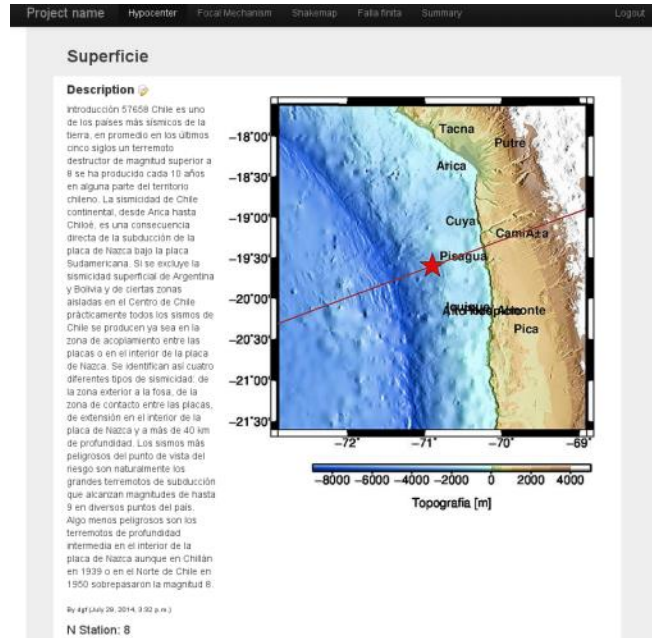 Project name Hypocenter Focal Mechanism Shakemap Falla finita Summary Logout
Superficie
Description
Introducción 57658 Chile es uno
de los países más sísmicos de la
tierra, en promedio en los últimos
cinco siglos un terremoto
destructor de magnitud superior a
8 se ha producido cada 10 años
en alguna parte del territorio
chileno. La sismicidad de Chile
continental, desde Arica hasta
Chiloé, es una consecuencia
directa de la subducción de la
placa de Nazca bajo la placa
Sudamericana. Si se excluye la
sismicidad superficial de Argentina
y Bolivia y de ciertas zonas
aisladas en el Centro de Chile
prácticamente todos los sismos de
Chile se producen ya sea en la
zona de acoplamiento entre las
placas o en el interior de la placa
de Nazca. Se identifican así cuatro
diferentes tipos de sismicidad: de
la zona exterior a la fosa, de la
zona de contacto entre las placas,
de extensión en el interior de la
placa de Nazca y a más de 40 km
de profundidad. Los sismos más
peligrosos del punto de vista del
riesgo son naturalmente los
grandes terremotos de subducción
que alcanzan magnitudes de hasta
9 en diversos puntos del país.
Algo menos peligrosos son los
terremotos de profundidad
intermedia en el interior de la
placa de Nazca aunque en Chillán
en 1939 o en el Norte de Chile en
1950 sobrepasaron la magnitud 8.
By dgf (July 29, 2014, 3:92 p.m.)
N Station: 8
Tacna
−18°00'
Putre
Arica
−18°30'
−19°00'
Cuya
CamiÃ±a
−19°30'
Pisagua
−20°00'
Pica
−20°30'
−21°00'
−21°30'
−72° −71° −70° −69°
−8000 −6000 −4000 −2000 0 2000 4000
Topografía [m]